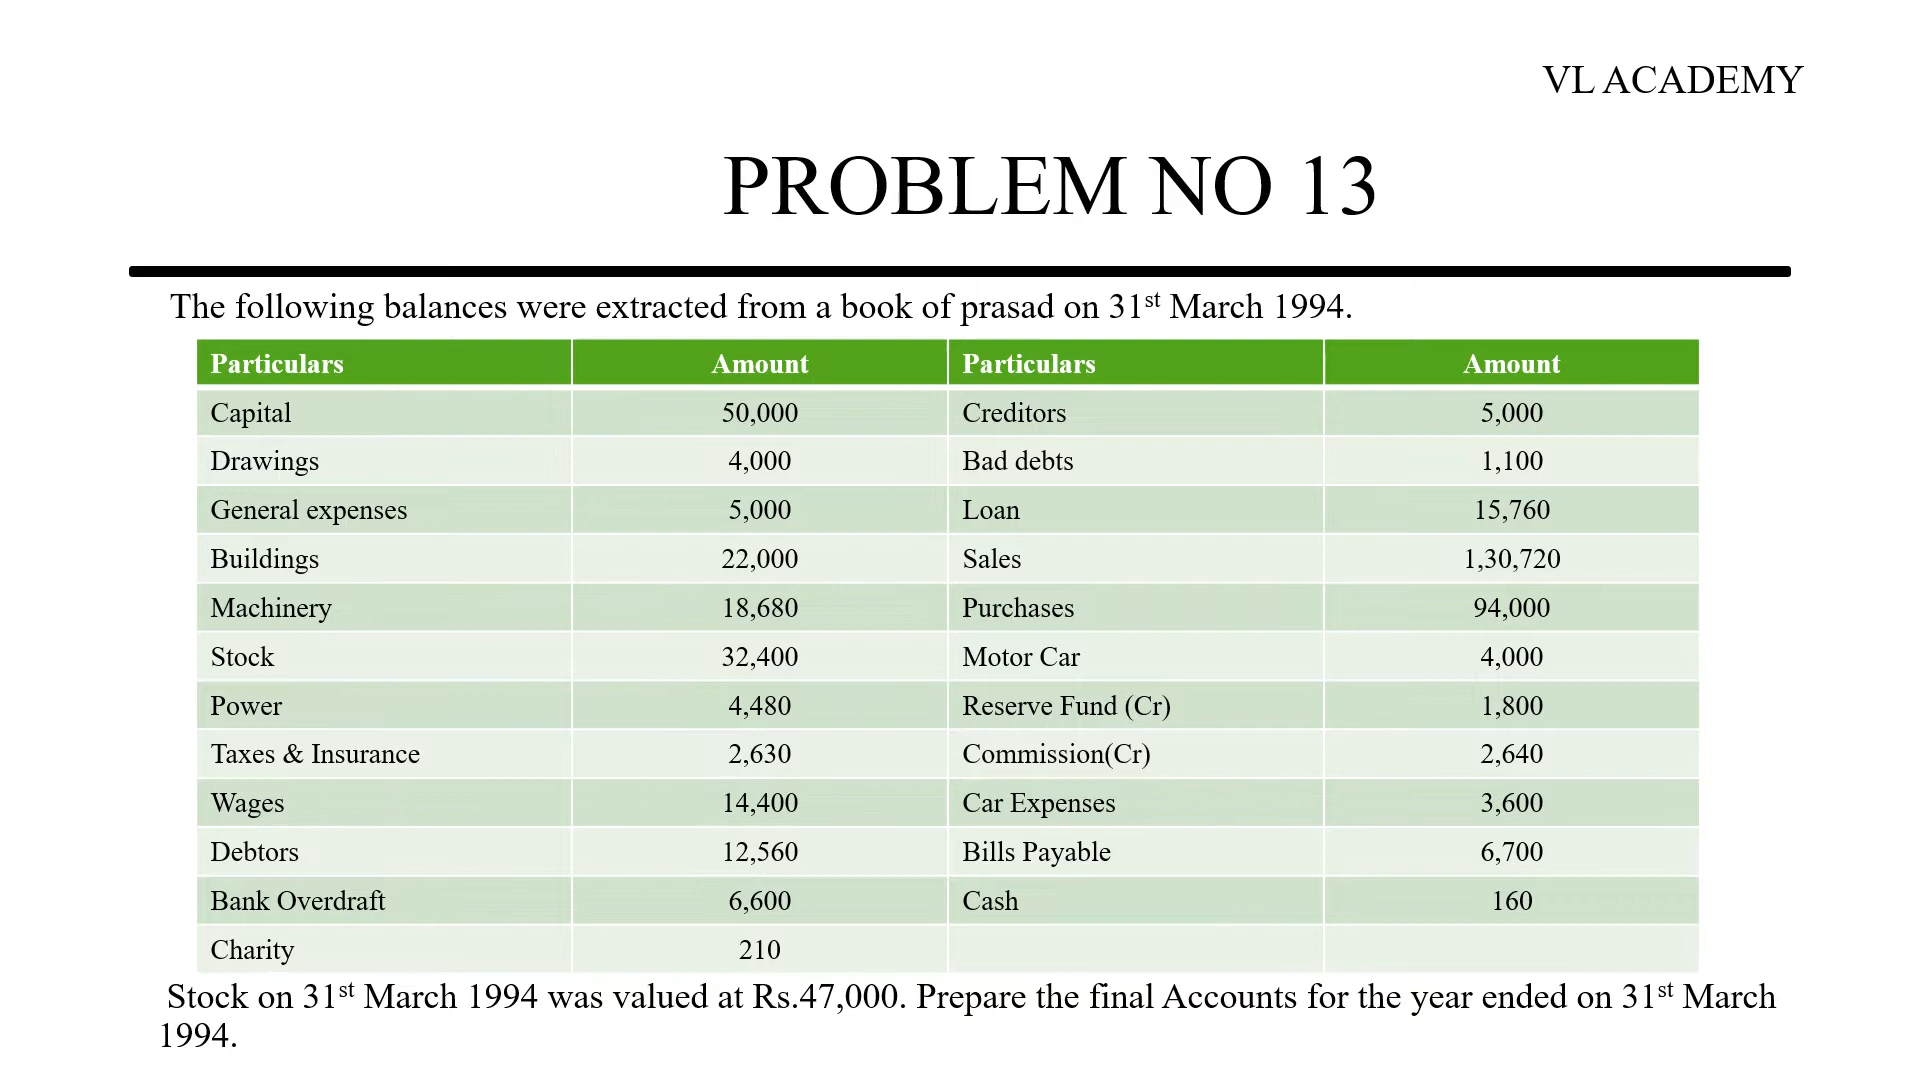 VL ACADEMY
PROBLEM NO 13
The following balances were extracted from a book of prasad on 31st March 1994.
Particulars Amount Particulars Amount
Capital 50,000 Creditors 5,000
Drawings 4,000 Bad debts 1,100
General expenses 5,000 Loan 15,760
Buildings 22,000 Sales 1,30,720
Machinery 18,680 Purchases 94,000
Stock 32,400 Motor Car 4,000
Power 4,480 Reserve Fund (Cr) 1,800
Taxes & Insurance 2,630 Commission(Cr) 2,640
Wages 14,400 Car Expenses 3,600
Debtors 12,560 Bills Payable 6,700
Bank Overdraft 6,600 Cash 160
Charity 210
Stock on 31st March 1994 was valued at Rs.47,000. Prepare the final Accounts for the year ended on 31st March
1994.